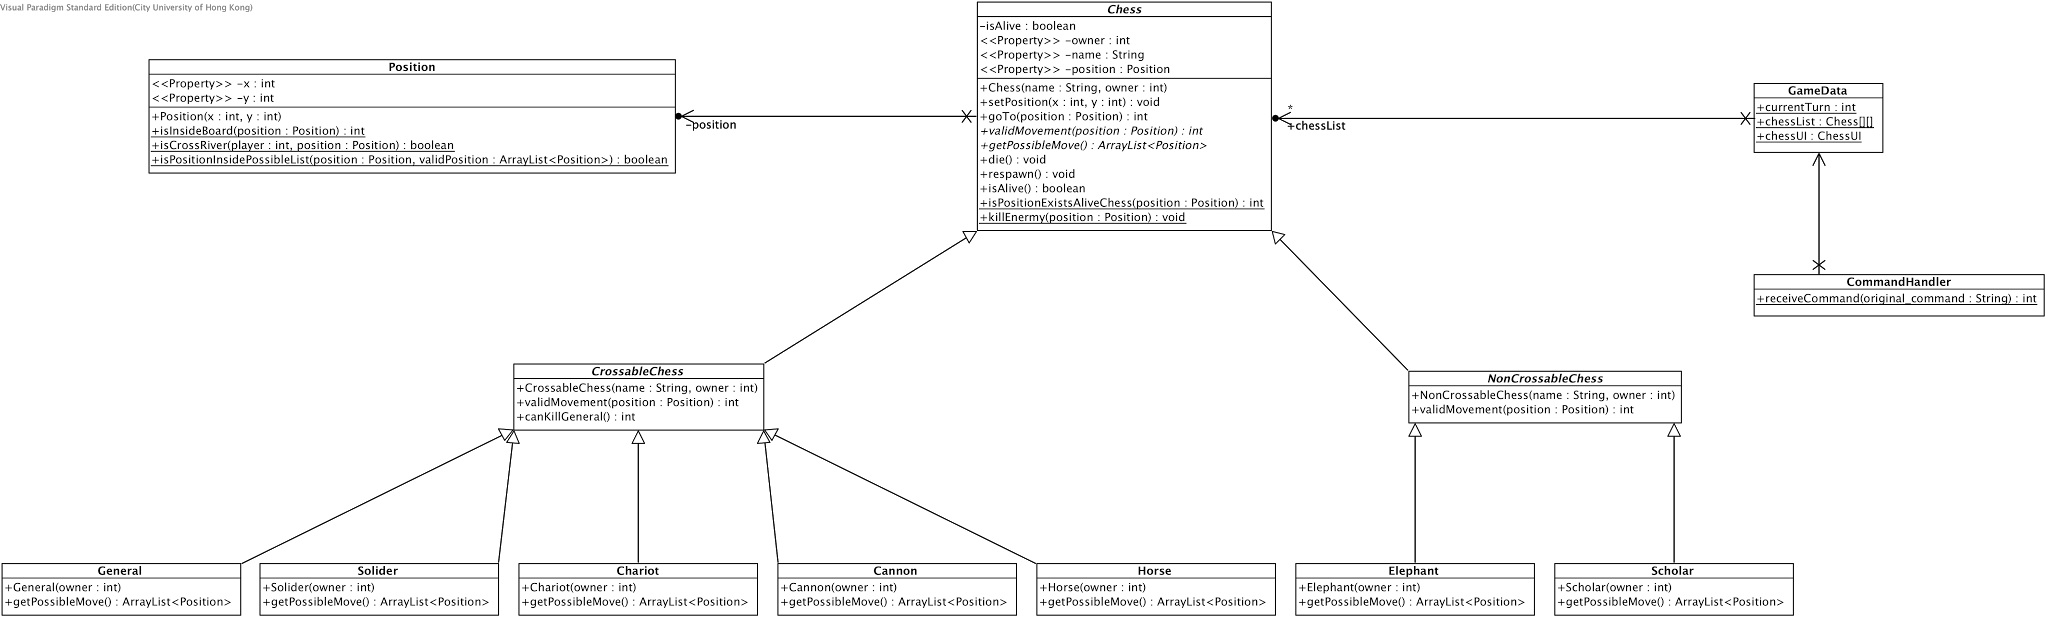 Visual Paradigm Standard Edition(City University of Hong Kong)
Chess
-isAlive : boolean
<<Property>> -owner : int
<<Property>> -name : String
<<Property>> -position : Position
+Chess(name : String, owner : int)
+setPosition(x : int, y : int) : void
+goTo(position : Position) : int
+validMovement(position : Position) : int
+getPossibleMove() : ArrayList<Position>
+die() : void
+respawn() : void
+isAlive() : boolean
+isPositionExistsAliveChess(position : Position) : int
+killEnermy(position : Position) : void
Position
<<Property>> -x : int
<<Property>> -y : int
+Position(x : int, y : int)
+isInsideBoard(position : Position) : int
+isCrossRiver(player : int, position : Position) : boolean
+isPositionInsidePossibleList(position : Position, validPosition : ArrayList<Position>) : boolean
-position
*
+chessList
GameData
+currentTurn : int
+chessList : Chess[][]
+chessUI : ChessUI
CommandHandler
+receiveCommand(original_command : String) : int
CrossableChess
+CrossableChess(name : String, owner : int)
+validMovement(position : Position) : int
+canKillGeneral() : int
NonCrossableChess
+NonCrossableChess(name : String, owner : int)
+validMovement(position : Position) : int
General
+General(owner : int)
+getPossibleMove() : ArrayList<Position>
Solider
+Solider(owner : int)
+getPossibleMove() : ArrayList<Position>
Chariot
+Chariot(owner : int)
+getPossibleMove() : ArrayList<Position>
Cannon
+Cannon(owner : int)
+getPossibleMove() : ArrayList<Position>
Horse
+Horse(owner : int)
+getPossibleMove() : ArrayList<Position>
Elephant
+Elephant(owner : int)
+getPossibleMove() : ArrayList<Position>
Scholar
+Scholar(owner : int)
+getPossibleMove() : ArrayList<Position>